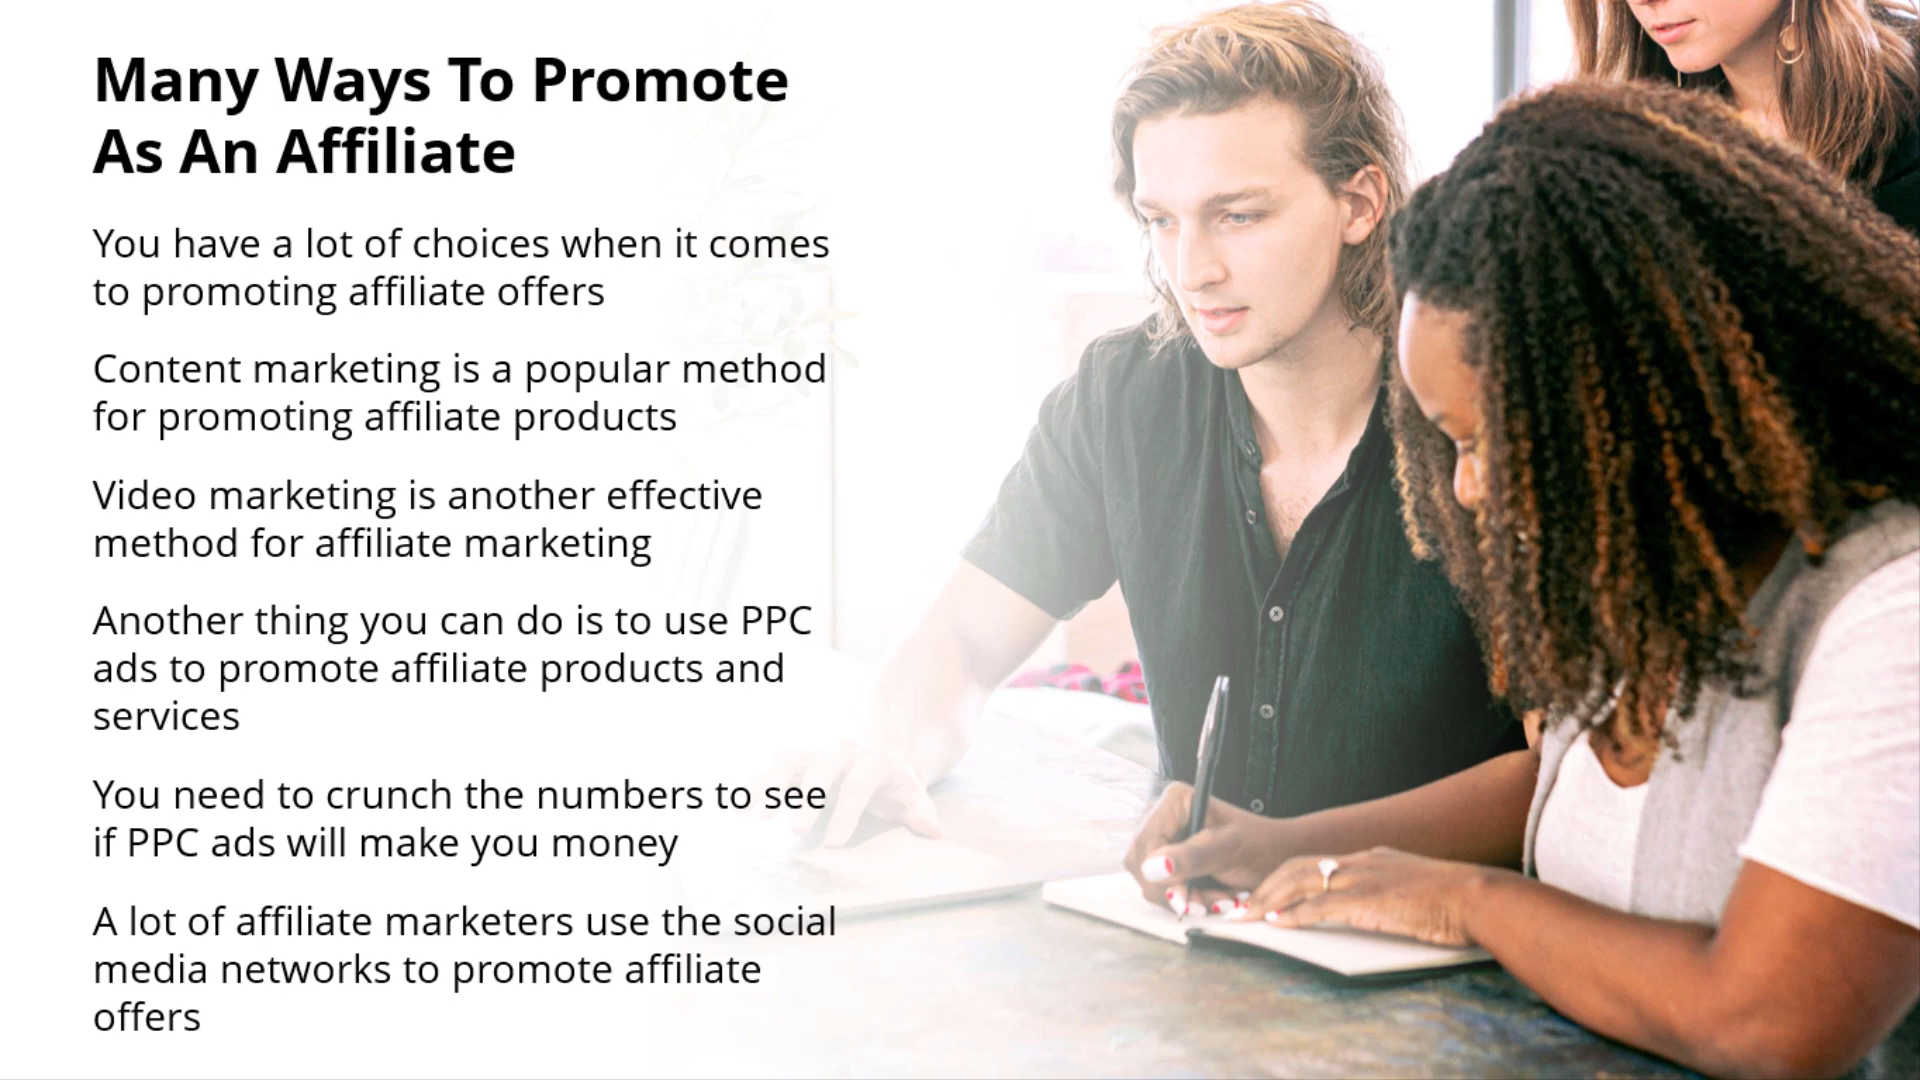 Many Ways To Promote
As An Affiliate
You have a lot of choices when it comes
to promoting affiliate offers
Content marketing is a popular method
for promoting affiliate products
Video marketing is another effective
method for affiliate marketing
Another thing you can do is to use PPC
ads to promote affiliate products and
services
You need to crunch the numbers to see
if PPC ads will make you money
A lot of affiliate marketers use the social
media networks to promote affiliate
offers